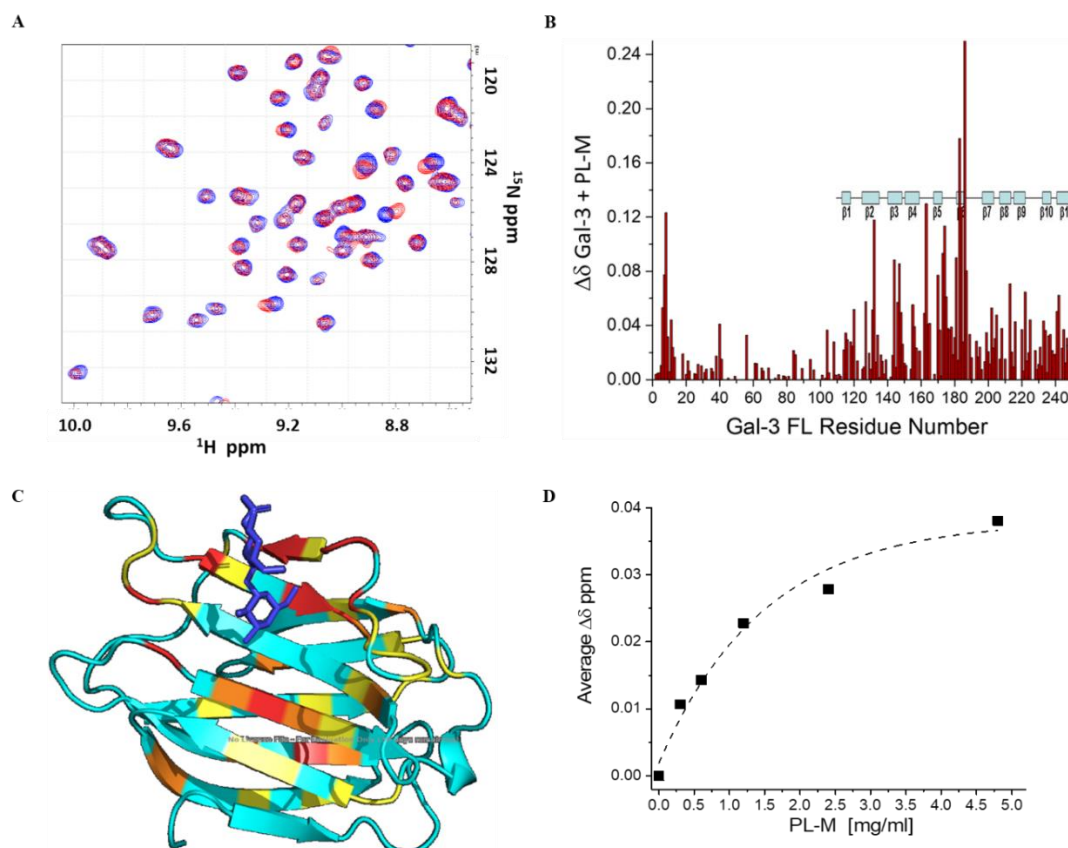 A
120
124
128
132
15N ppm
10.0 9.6 9.2 8.8
1H ppm
B
Δδ Gal-3 + PL-M
0.24
0.20
0.16
0.12
0.08
0.04
0.00
β1 β2 β3 β4 β5 β7 β8 β9 β10
0 20 40 60 80 100 120 140 160 180 200 220 240
Gal-3 FL Residue Number
C
D
Average Δδ ppm
0.04
0.03
0.02
0.01
0.00
0.0 0.5 1.0 1.5 2.0 2.5 3.0 3.5 4.0 4.5 5.0
PL-M [mg/ml]